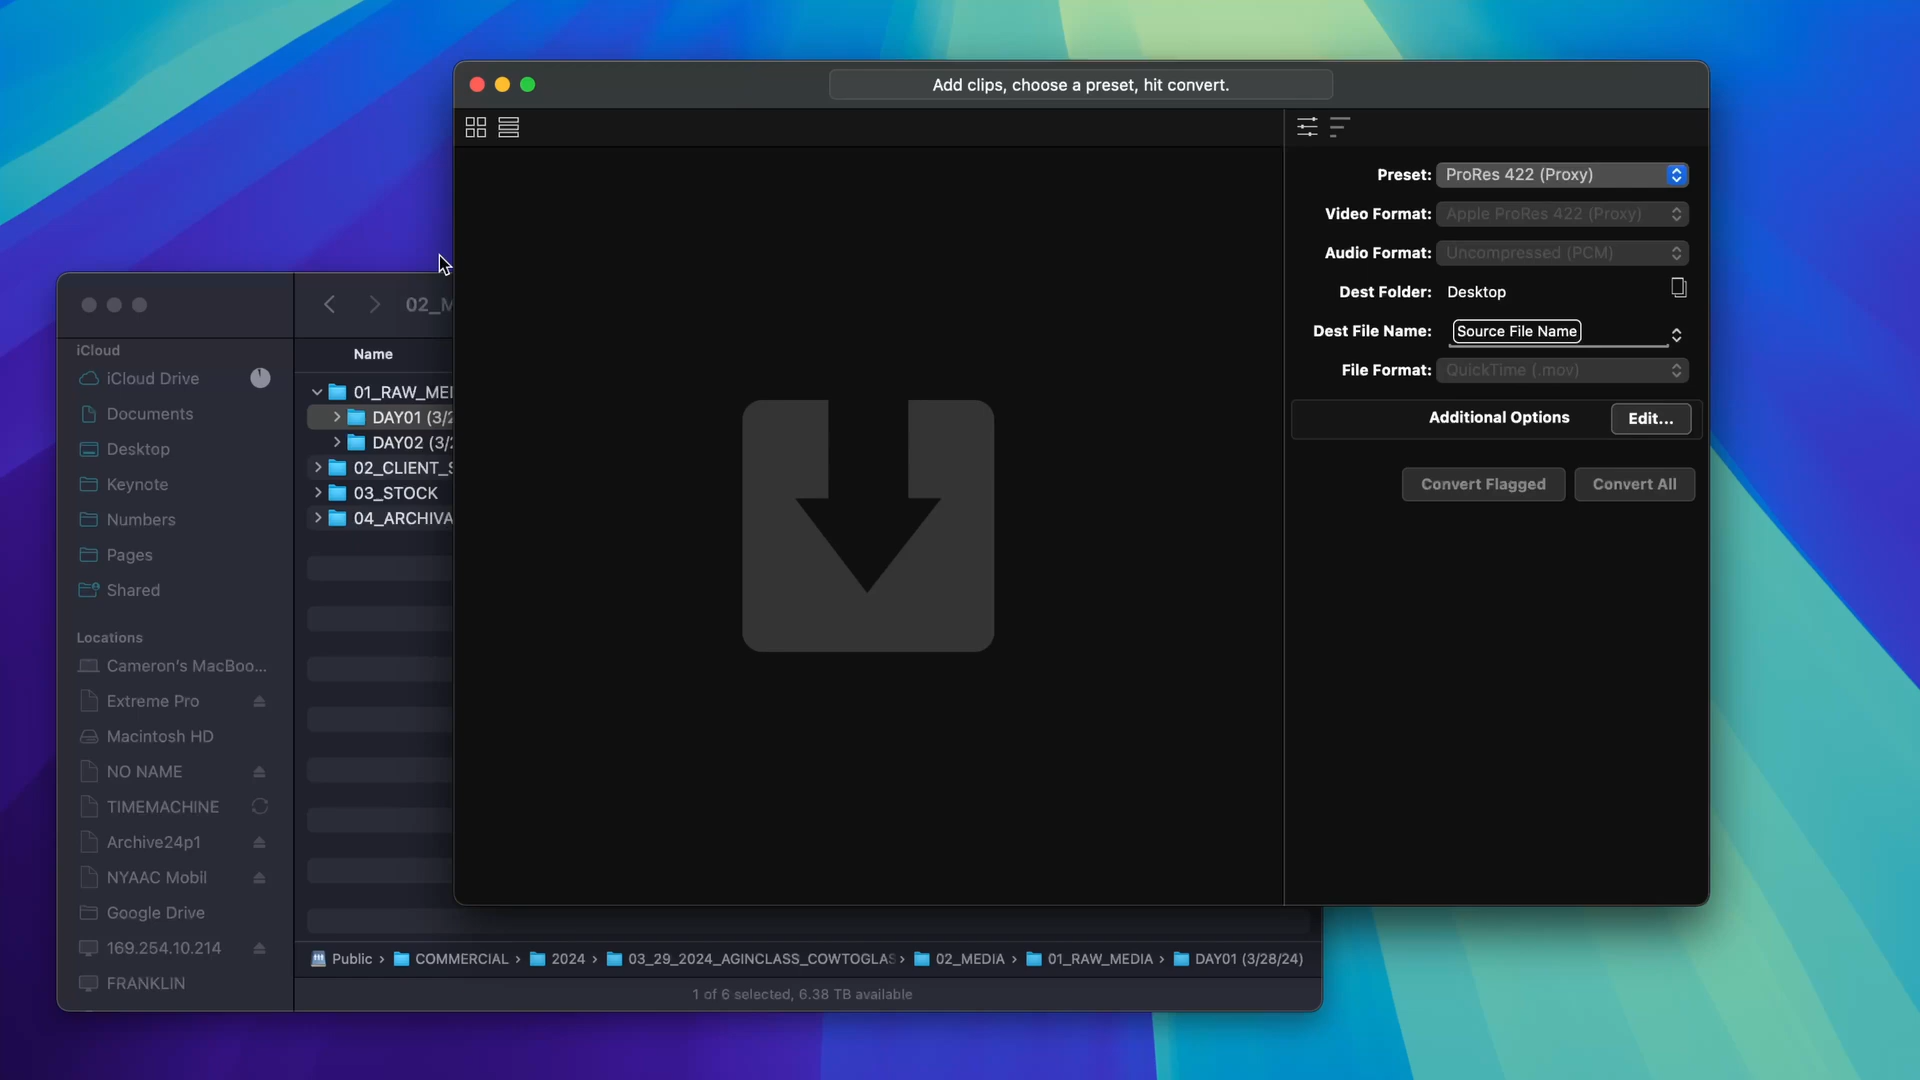 Add clips, choose a preset, hit convert.
Preset: ProRes 422 (Proxy)
Video Format: Apple ProRes 422 (Proxy)
Audio Format: Uncompressed (PCM)
Dest Folder: Desktop
Dest File Name: Source File Name
File Format: QuickTime (.mov)
Additional Options Edit...
Convert Flagged Convert All
iCloud
iCloud Drive
Documents
Desktop
Keynote
Numbers
Pages
Shared
Locations
Cameron's MacBoo...
Extreme Pro
Macintosh HD
NO NAME
TIMEMACHINE
Archive24p1
NYAAC Mobil
Google Drive
169.254.10.214
FRANKLIN
02_M
Name
01_RAW_MEI
DAY01 (3/2
DAY02 (3/2
02_CLIENT_S
03_STOCK
04_ARCHIVA
Public › COMMERCIAL › 2024 › 03_29_2024_AGINCLASS_COWTOGLAS › 02_MEDIA › 01_RAW_MEDIA › DAY01 (3/28/24)
1 of 6 selected, 6.38 TB available